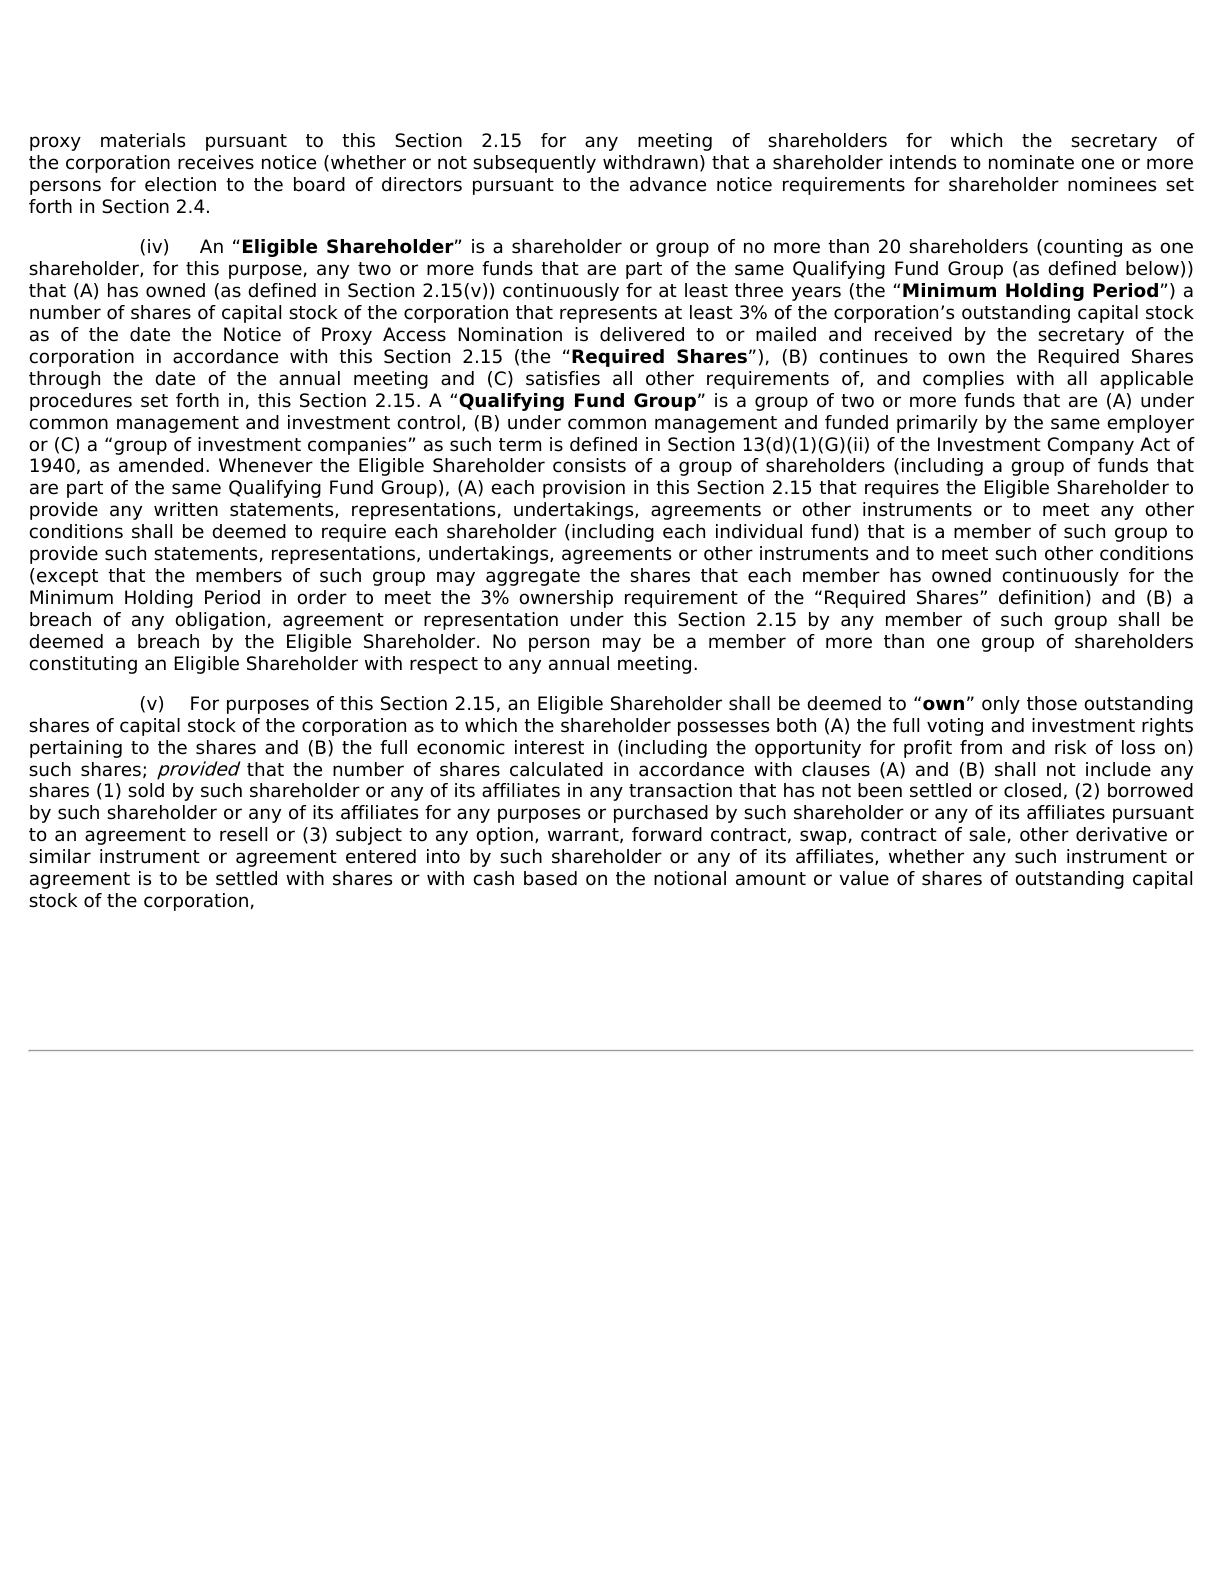 proxy materials pursuant to this Section 2.15 for any meeting of shareholders for which the secretary of
the corporation receives notice (whether or not subsequently withdrawn) that a shareholder intends to nominate one or more
persons for election to the board of directors pursuant to the advance notice requirements for shareholder nominees set
forth in Section 2.4.
(iv) An “Eligible Shareholder” is a shareholder or group of no more than 20 shareholders (counting as one
shareholder, for this purpose, any two or more funds that are part of the same Qualifying Fund Group (as defined below))
that (A) has owned (as defined in Section 2.15(v)) continuously for at least three years (the “Minimum Holding Period”) a
number of shares of capital stock of the corporation that represents at least 3% of the corporation’s outstanding capital stock
as of the date the Notice of Proxy Access Nomination is delivered to or mailed and received by the secretary of the
corporation in accordance with this Section 2.15 (the “Required Shares”), (B) continues to own the Required Shares
through the date of the annual meeting and (C) satisfies all other requirements of, and complies with all applicable
procedures set forth in, this Section 2.15. A “Qualifying Fund Group” is a group of two or more funds that are (A) under
common management and investment control, (B) under common management and funded primarily by the same employer
or (C) a “group of investment companies” as such term is defined in Section 13(d)(1)(G)(ii) of the Investment Company Act of
1940, as amended. Whenever the Eligible Shareholder consists of a group of shareholders (including a group of funds that
are part of the same Qualifying Fund Group), (A) each provision in this Section 2.15 that requires the Eligible Shareholder to
provide any written statements, representations, undertakings, agreements or other instruments or to meet any other
conditions shall be deemed to require each shareholder (including each individual fund) that is a member of such group to
provide such statements, representations, undertakings, agreements or other instruments and to meet such other conditions
(except that the members of such group may aggregate the shares that each member has owned continuously for the
Minimum Holding Period in order to meet the 3% ownership requirement of the “Required Shares” definition) and (B) a
breach of any obligation, agreement or representation under this Section 2.15 by any member of such group shall be
deemed a breach by the Eligible Shareholder. No person may be a member of more than one group of shareholders
constituting an Eligible Shareholder with respect to any annual meeting.
(v) For purposes of this Section 2.15, an Eligible Shareholder shall be deemed to “own” only those outstanding
shares of capital stock of the corporation as to which the shareholder possesses both (A) the full voting and investment rights
pertaining to the shares and (B) the full economic interest in (including the opportunity for profit from and risk of loss on)
such shares; provided that the number of shares calculated in accordance with clauses (A) and (B) shall not include any
shares (1) sold by such shareholder or any of its affiliates in any transaction that has not been settled or closed, (2) borrowed
by such shareholder or any of its affiliates for any purposes or purchased by such shareholder or any of its affiliates pursuant
to an agreement to resell or (3) subject to any option, warrant, forward contract, swap, contract of sale, other derivative or
similar instrument or agreement entered into by such shareholder or any of its affiliates, whether any such instrument or
agreement is to be settled with shares or with cash based on the notional amount or value of shares of outstanding capital
stock of the corporation,